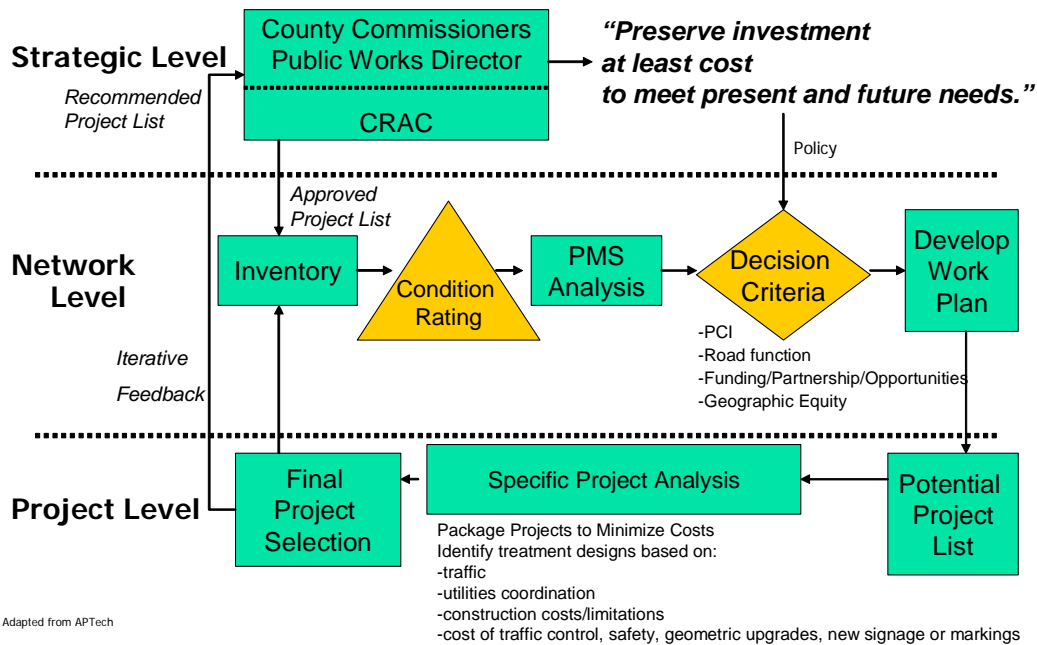 Strategic Level
County Commissioners
Public Works Director
CRAC
“Preserve investment
at least cost
to meet present and future needs.”
Recommended
Project List
Policy
Approved
Project List
Network
Level
Inventory
Condition
Rating
PMS
Analysis
Decision
Criteria
Develop
Work
Plan
-PCI
-Road function
-Funding/Partnership/Opportunities
-Geographic Equity
Iterative
Feedback
Project Level
Final
Project
Selection
Specific Project Analysis
Potential
Project
List
Package Projects to Minimize Costs
Identify treatment designs based on:
-traffic
-utilities coordination
-construction costs/limitations
-cost of traffic control, safety, geometric upgrades, new signage or markings
Adapted from APTech